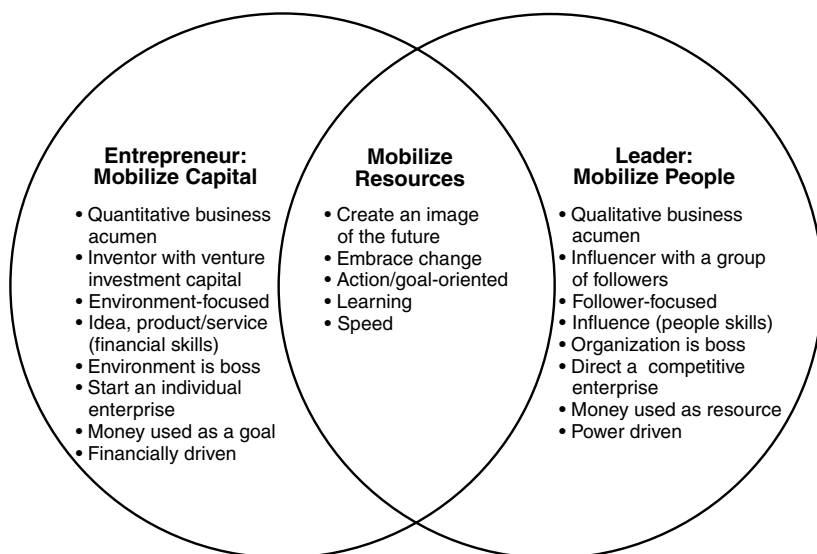 Entrepreneur:
Mobilize Capital
• Quantitative business
acumen
• Inventor with venture
investment capital
• Environment-focused
• Idea, product/service
(financial skills)
• Environment is boss
• Start an individual
enterprise
• Money used as a goal
• Financially driven
Mobilize
Resources
• Create an image
of the future
• Embrace change
• Action/goal-oriented
• Learning
• Speed
Leader:
Mobilize People
• Qualitative business
acumen
• Influencer with a group
of followers
• Follower-focused
• Influence (people skills)
• Organization is boss
• Direct a competitive
enterprise
• Money used as resource
• Power driven